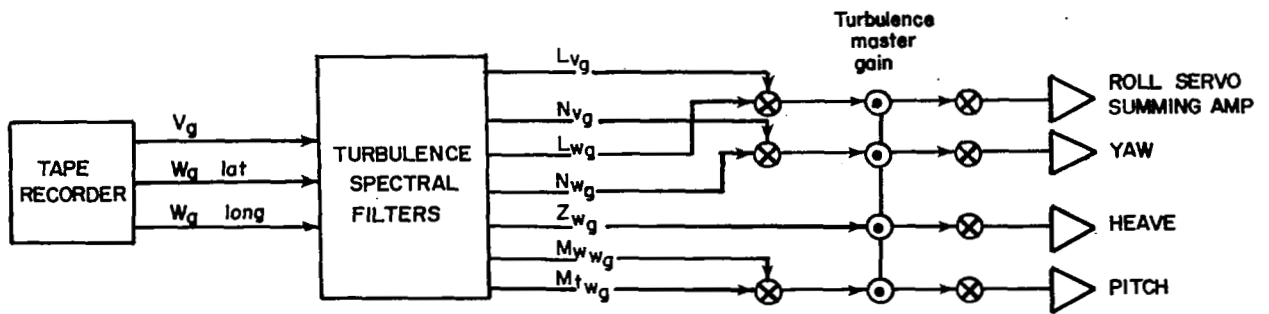 Turbulence
master
gain
TAPE
RECORDER
Vg
Wg lat
Wg long
TURBULENCE
SPECTRAL
FILTERS
Lvg
Nvg
Lwg
Nwg
Zwg
Mwwg
Mtwg
ROLL SERVO
SUMMING AMP
YAW
HEAVE
PITCH